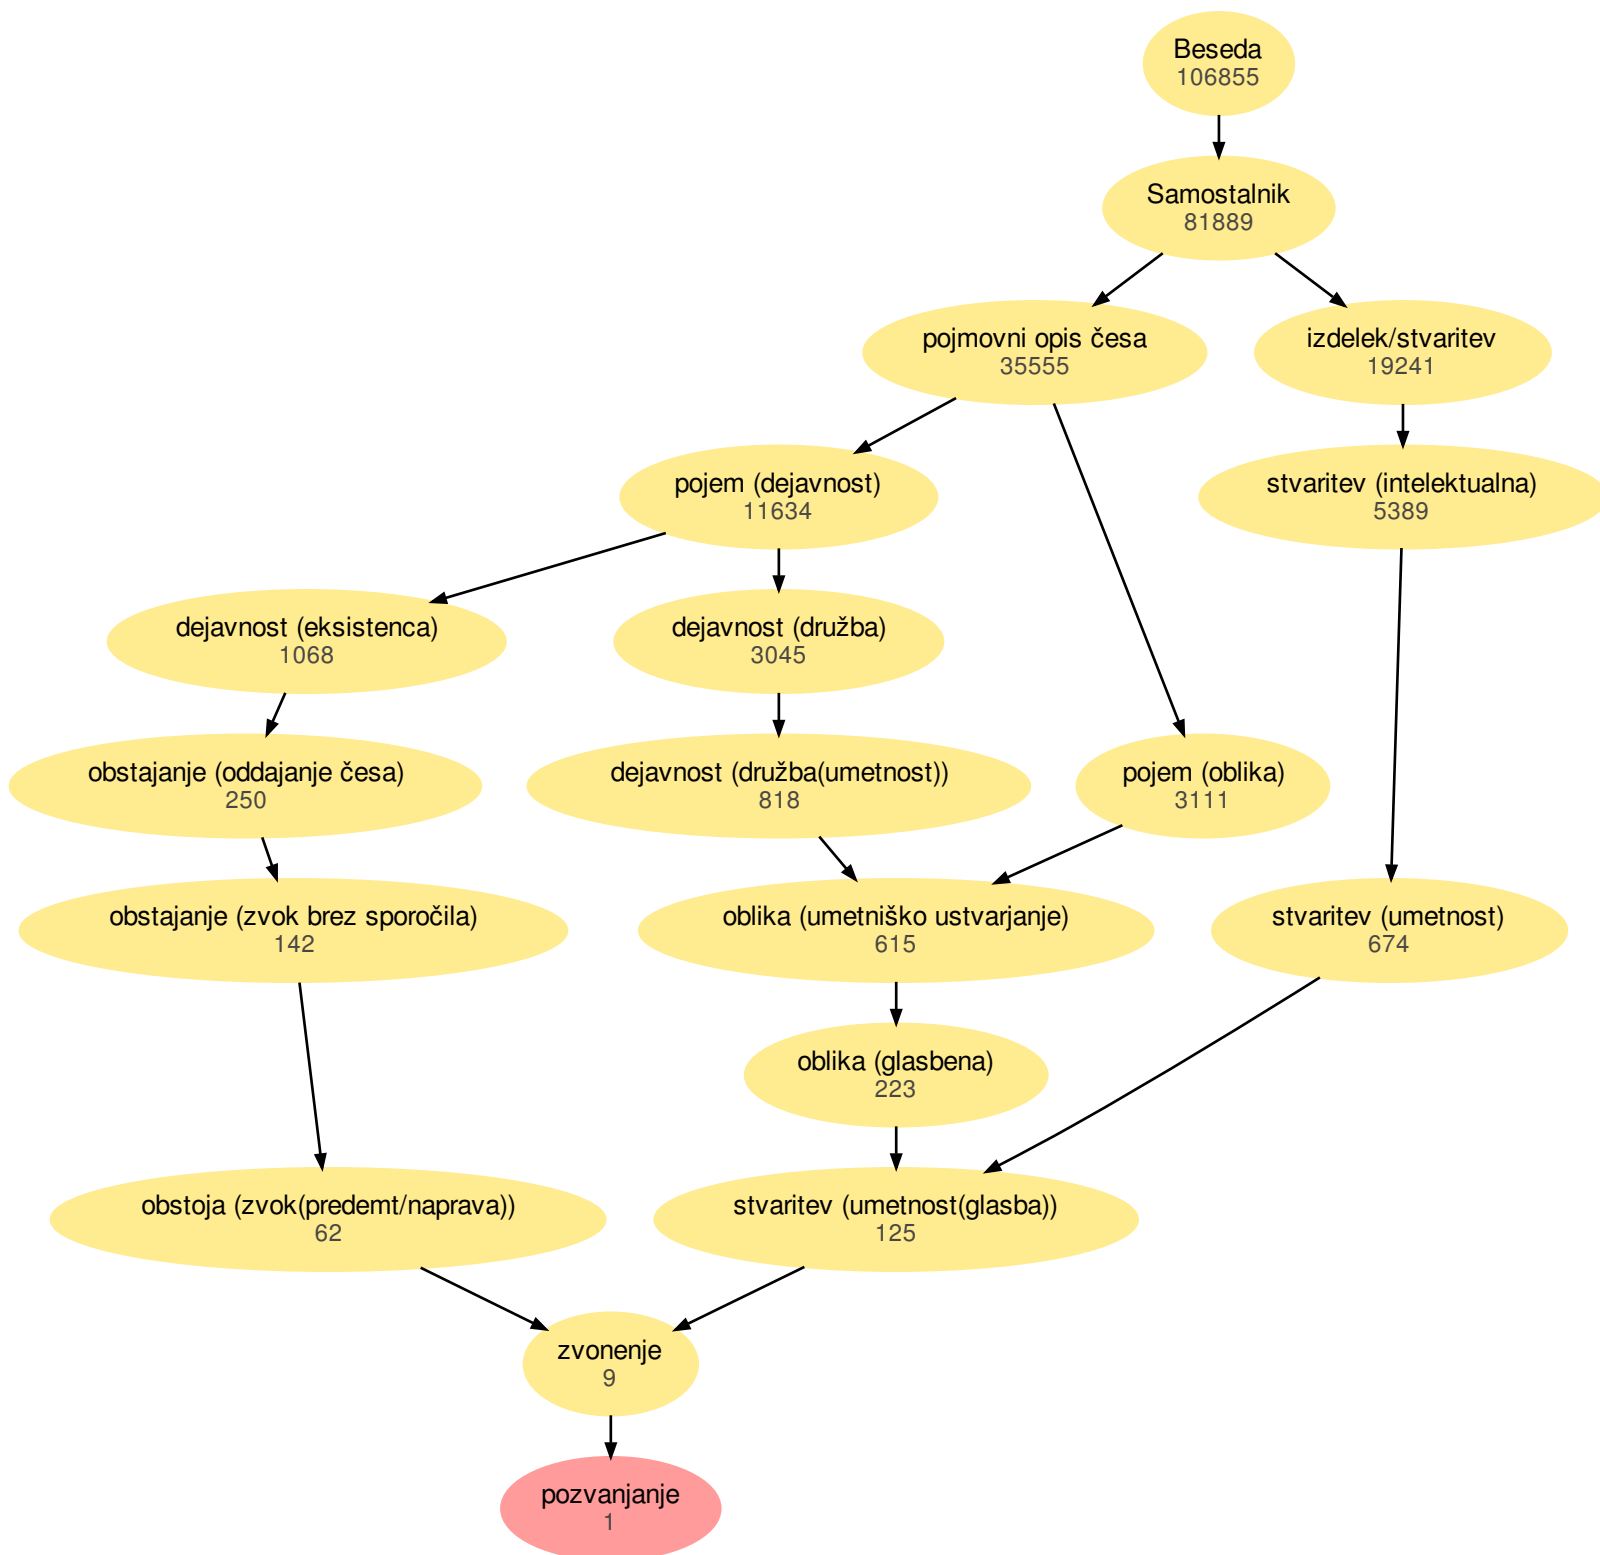 Beseda
106855
Samostalnik
81889
pojmovni opis česa
35555
izdelek/stvaritev
19241
pojem (dejavnost)
11634
stvaritev (intelektualna)
5389
dejavnost (eksistenca)
1068
dejavnost (družba)
3045
obstajanje (oddajanje česa)
250
dejavnost (družba(umetnost))
818
pojem (oblika)
3111
obstajanje (zvok brez sporočila)
142
oblika (umetniško ustvarjanje)
615
stvaritev (umetnost)
674
oblika (glasbena)
223
obstoja (zvok(predemt/naprava))
62
stvaritev (umetnost(glasba))
125
zvonenje
9
pozvanjanje
1